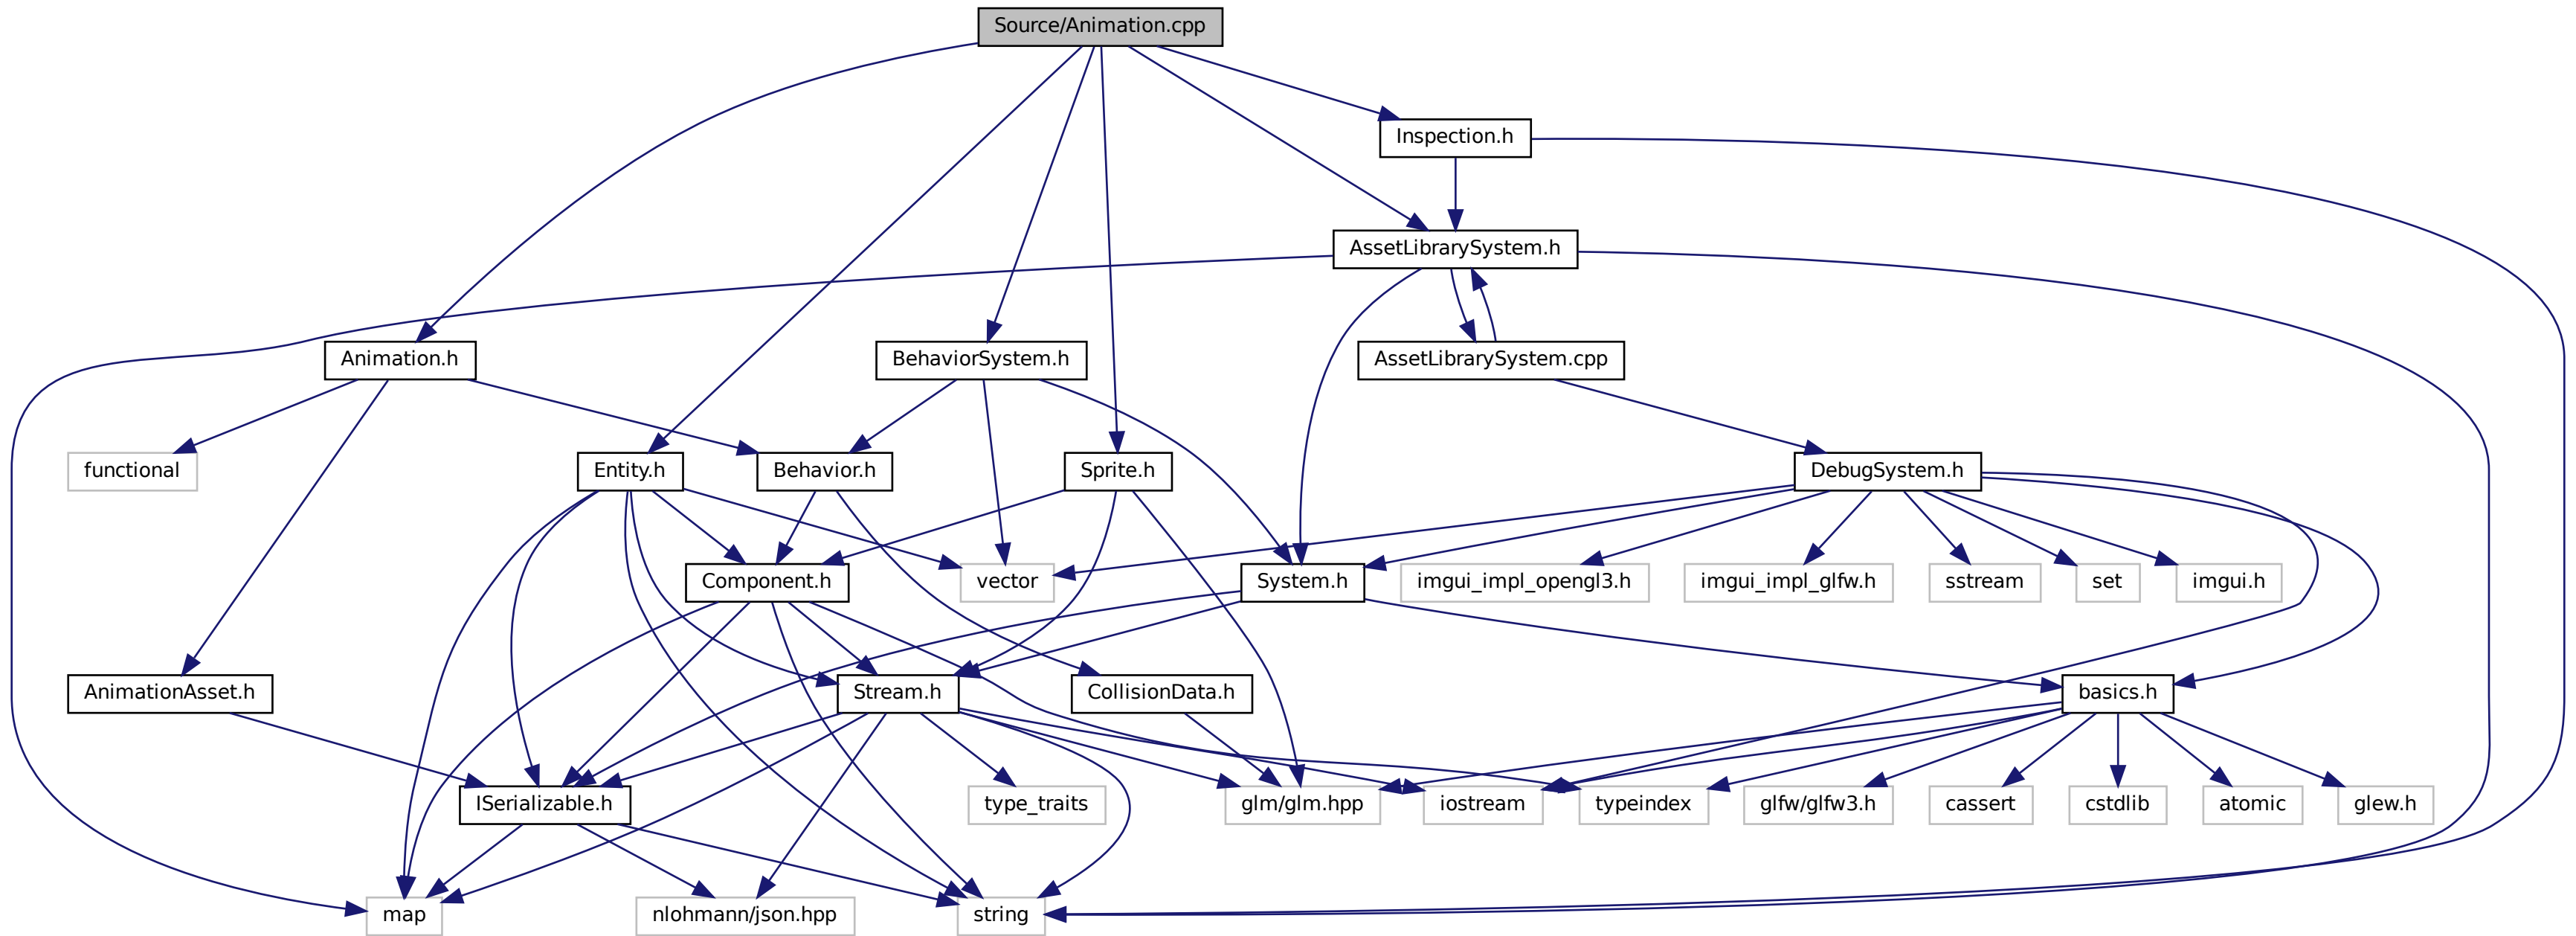 Source/Animation.cpp
Inspection.h
AssetLibrarySystem.h
Animation.h
BehaviorSystem.h
AssetLibrarySystem.cpp
functional
Entity.h
Behavior.h
Sprite.h
DebugSystem.h
Component.h
vector
System.h
imgui_impl_opengl3.h
imgui_impl_glfw.h
sstream
set
imgui.h
AnimationAsset.h
Stream.h
CollisionData.h
basics.h
ISerializable.h
type_traits
glm/glm.hpp
iostream
typeindex
glfw/glfw3.h
cassert
cstdlib
atomic
glew.h
map
nlohmann/json.hpp
string